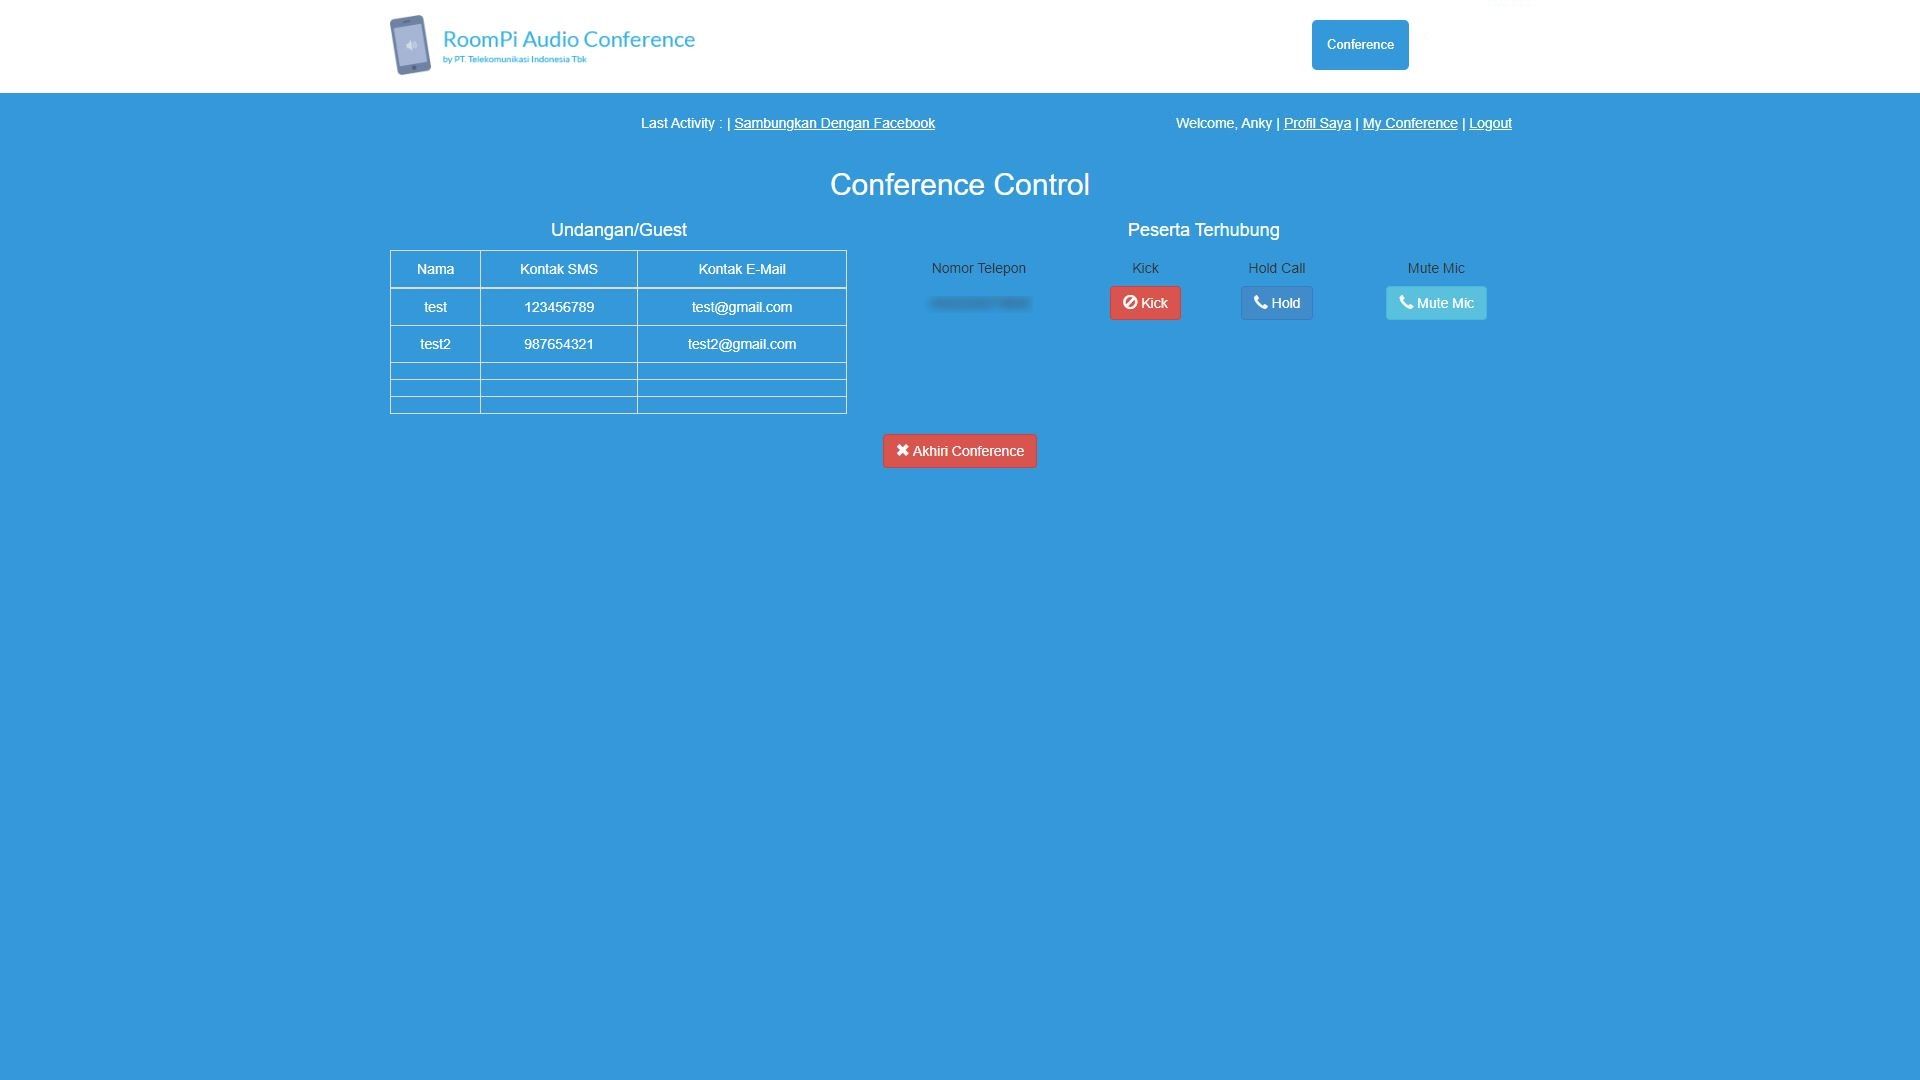 RoomPi Audio Conference
by PT. Telekomunikasi Indonesia Tbk
Conference
Last Activity : | Sambungkan Dengan Facebook
Welcome, Anky | Profil Saya | My Conference | Logout
Conference Control
Undangan/Guest
Nama Kontak SMS Kontak E-Mail
test 123456789 test@gmail.com
test2 987654321 test2@gmail.com
Peserta Terhubung
Nomor Telepon Kick Hold Call Mute Mic
Kick Hold Mute Mic
Akhiri Conference